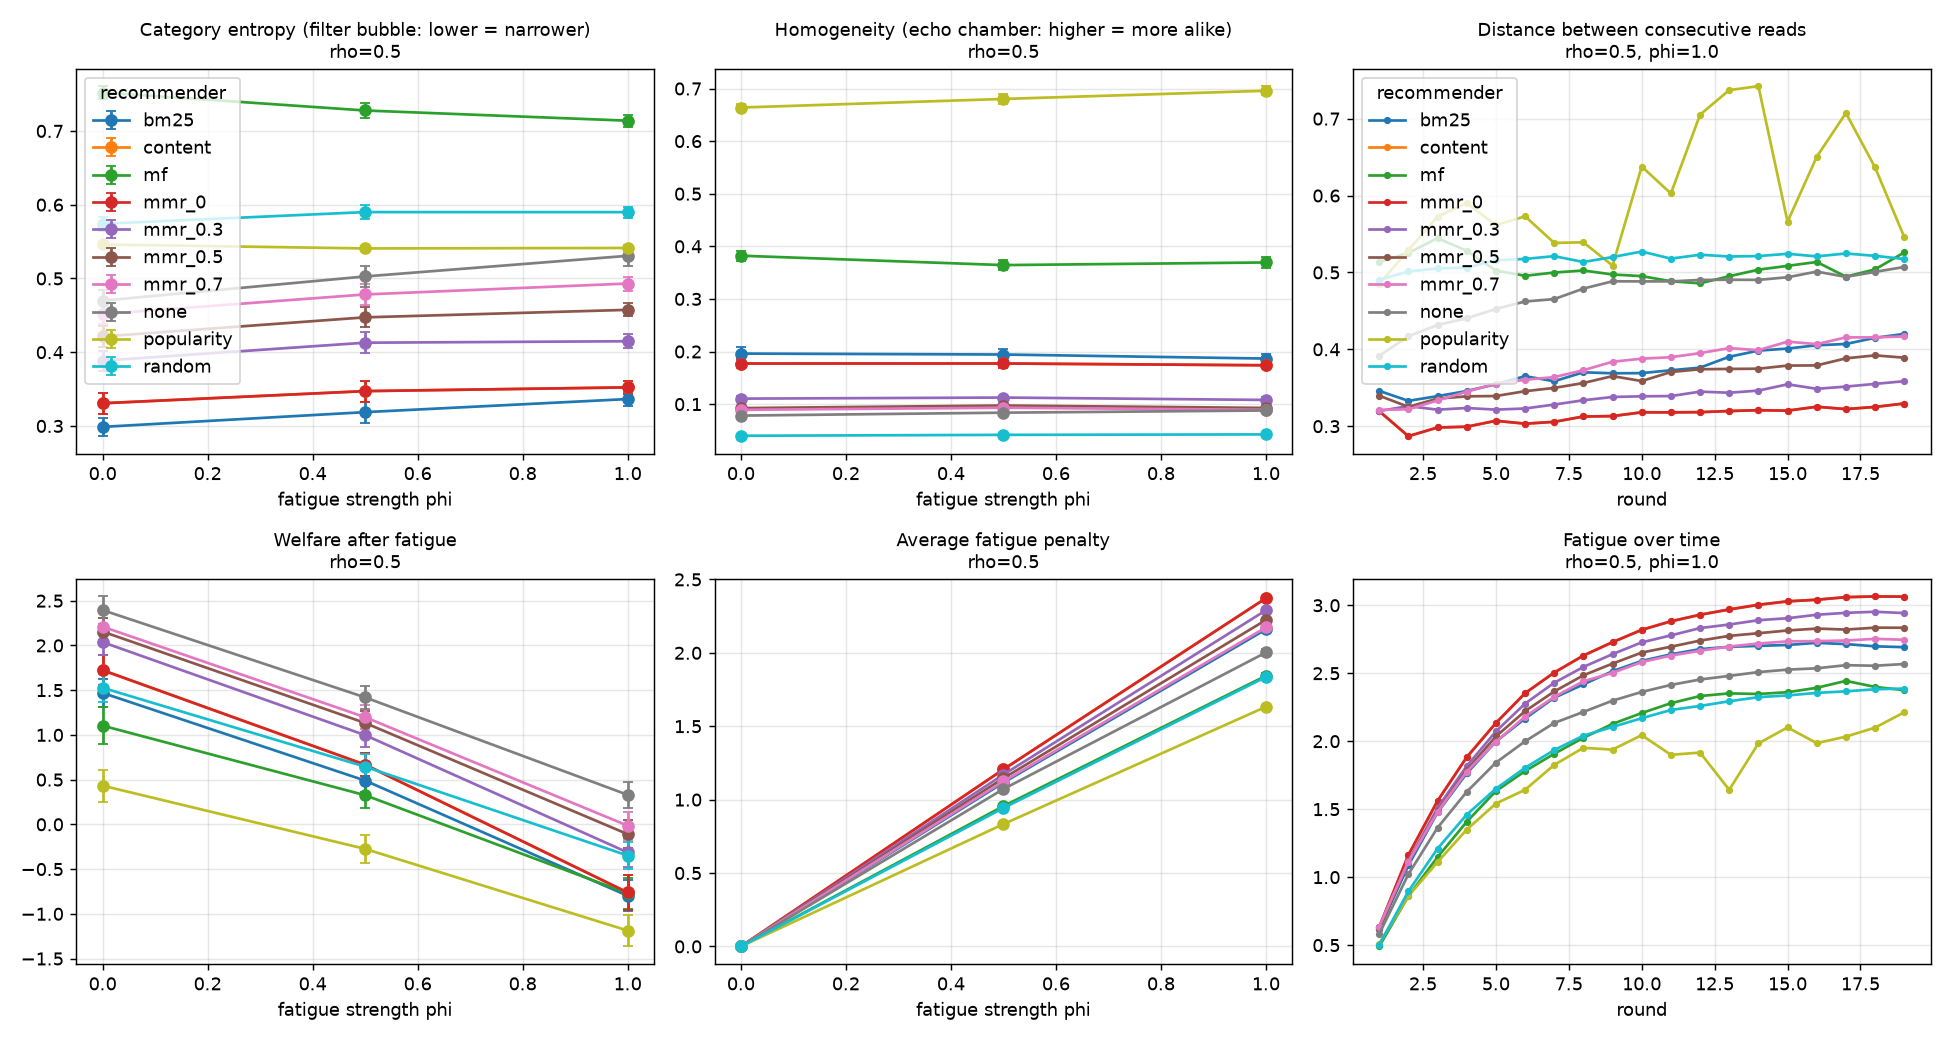 Category entropy (filter bubble: lower = narrower)
rho=0.5
recommender
bm25
content
mf
mmr_0
mmr_0.3
mmr_0.5
mmr_0.7
none
popularity
random
0.7
0.6
0.5
0.4
0.3
0.0 0.2 0.4 0.6 0.8 1.0
fatigue strength phi
Homogeneity (echo chamber: higher = more alike)
rho=0.5
0.7
0.6
0.5
0.4
0.3
0.2
0.1
0.0 0.2 0.4 0.6 0.8 1.0
fatigue strength phi
Distance between consecutive reads
rho=0.5, phi=1.0
recommender
bm25
content
mf
mmr_0
mmr_0.3
mmr_0.5
mmr_0.7
none
popularity
random
0.7
0.6
0.5
0.4
0.3
2.5 5.0 7.5 10.0 12.5 15.0 17.5
round
Welfare after fatigue
rho=0.5
2.5
2.0
1.5
1.0
0.5
0.0
−0.5
−1.0
−1.5
0.0 0.2 0.4 0.6 0.8 1.0
fatigue strength phi
Average fatigue penalty
rho=0.5
2.5
2.0
1.5
1.0
0.5
0.0
0.0 0.2 0.4 0.6 0.8 1.0
fatigue strength phi
Fatigue over time
rho=0.5, phi=1.0
3.0
2.5
2.0
1.5
1.0
0.5
2.5 5.0 7.5 10.0 12.5 15.0 17.5
round